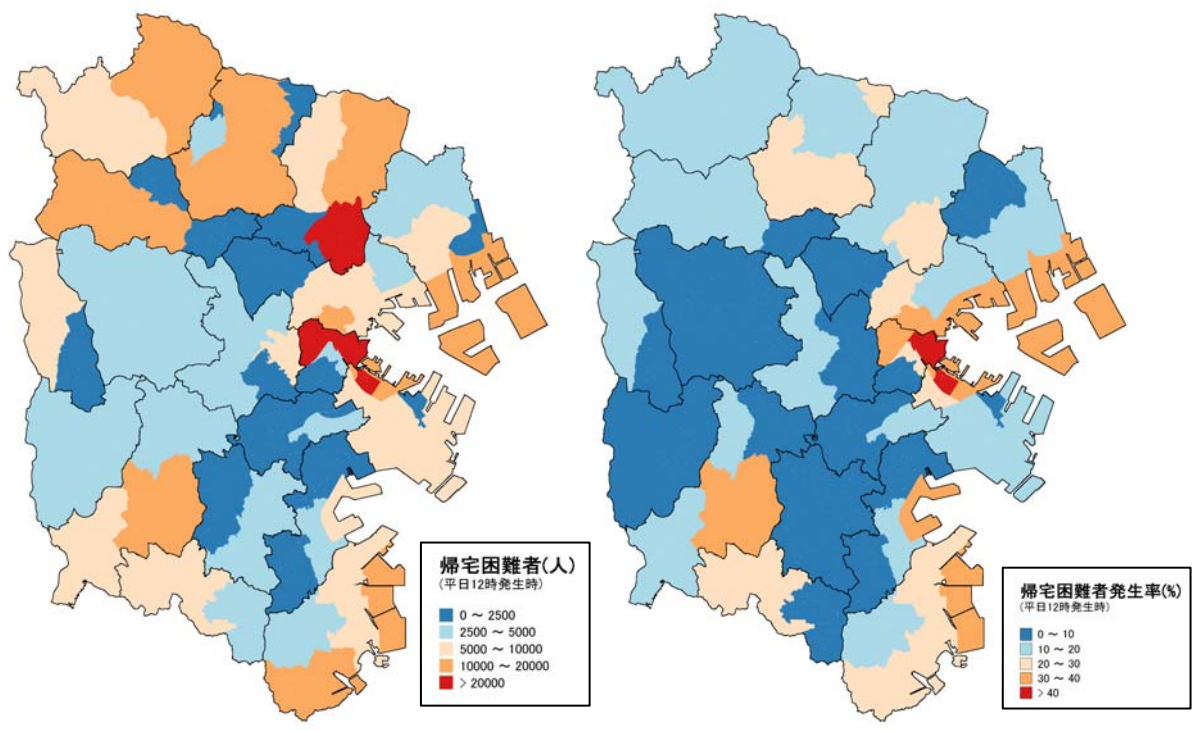 帰宅困難者(人)
(平日12時発生時)
0 ～ 2500
2500 ～ 5000
5000 ～ 10000
10000 ～ 20000
> 20000
帰宅困難者発生率(%)
(平日12時発生時)
0 ～ 10
10 ～ 20
20 ～ 30
30 ～ 40
> 40